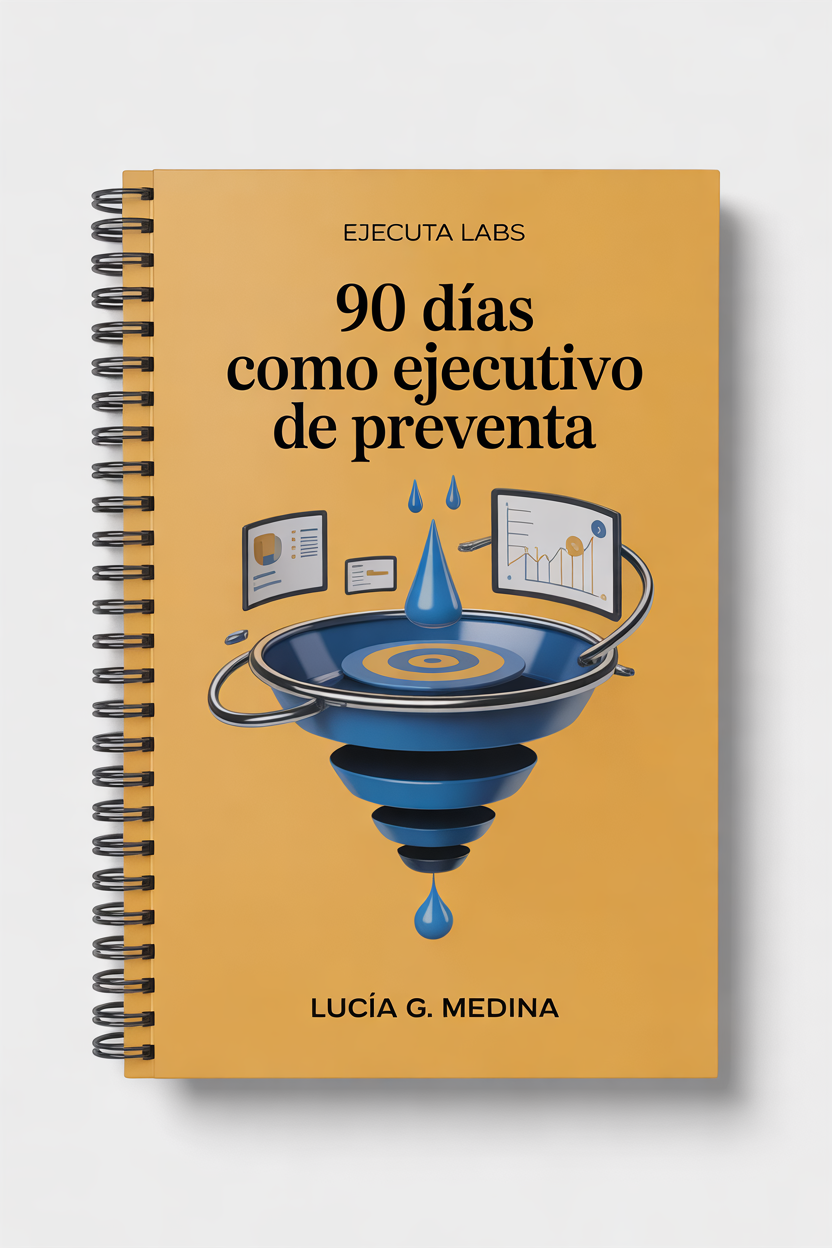 EJECUTA LABS
90 días
como ejecutivo
de preventa
LUCÍA G. MEDINA